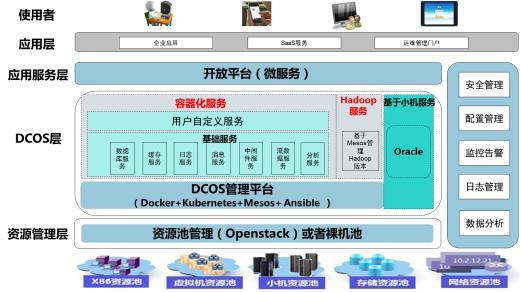 使用者
应用层
企业应用
SaaS服务
运维管理门户
应用服务层
开放平台（微服务）
DCOS层
容器化服务
用户自定义服务
基础服务
数据库服务
缓存服务
日志服务
消息服务
中间件服务
流数据服务
分析服务
Hadoop服务
基于Mesos管理Hadoop版本
基于小机服务
Oracle
DCOS管理平台
（Docker+Kubernetes+Mesos+ Ansible ）
资源管理层
资源池管理（Openstack）或者裸机池
安全管理
配置管理
监控告警
日志管理
数据分析
X86资源池
虚拟机资源池
小机资源池
存储资源池
10.2.12.21
网络资源池